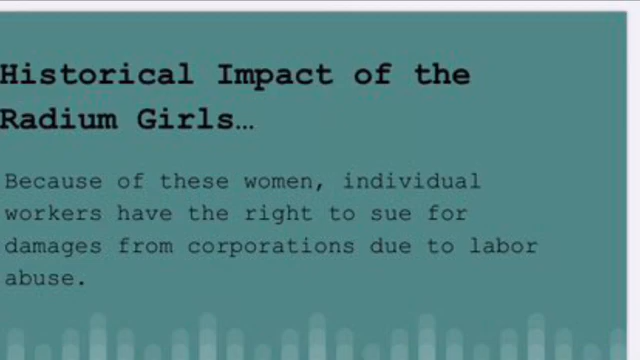 Historical Impact of the
Radium Girls…
Because of these women, individual
workers have the right to sue for
damages from corporations due to labor
abuse.